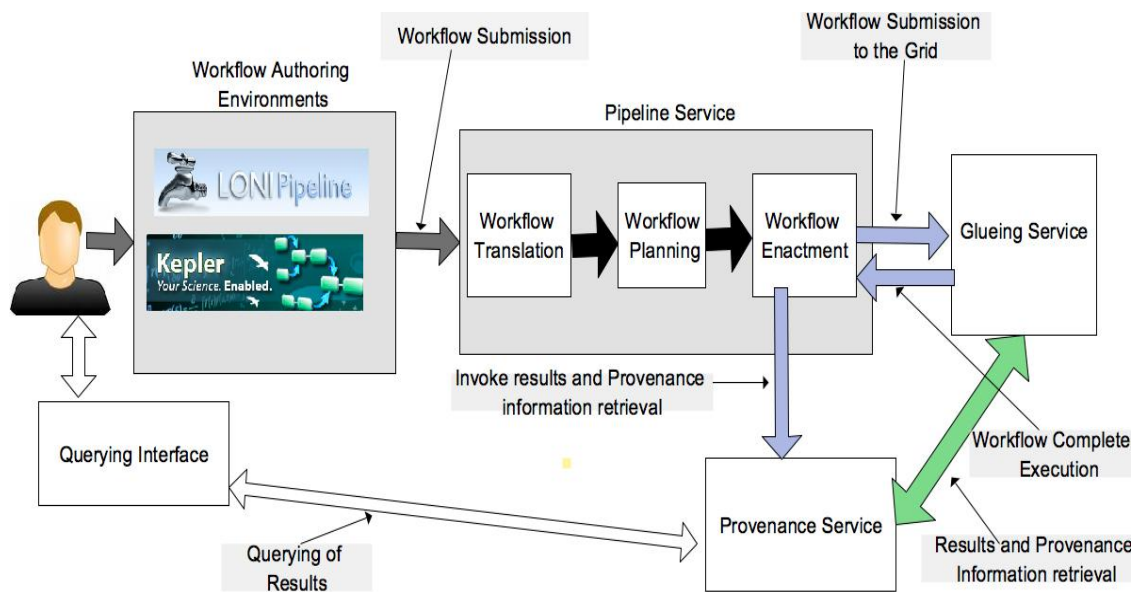 Workflow Submission
Workflow Submission
to the Grid
Workflow Authoring
Environments
Pipeline Service
LONI Pipeline
Kepler
Your Science. Enabled.
Workflow
Translation
Workflow
Planning
Workflow
Enactment
Glueing Service
Invoke results and Provenance
information retrieval
Querying Interface
Workflow Complete
Execution
Provenance Service
Querying of
Results
Results and Provenance
Information retrieval